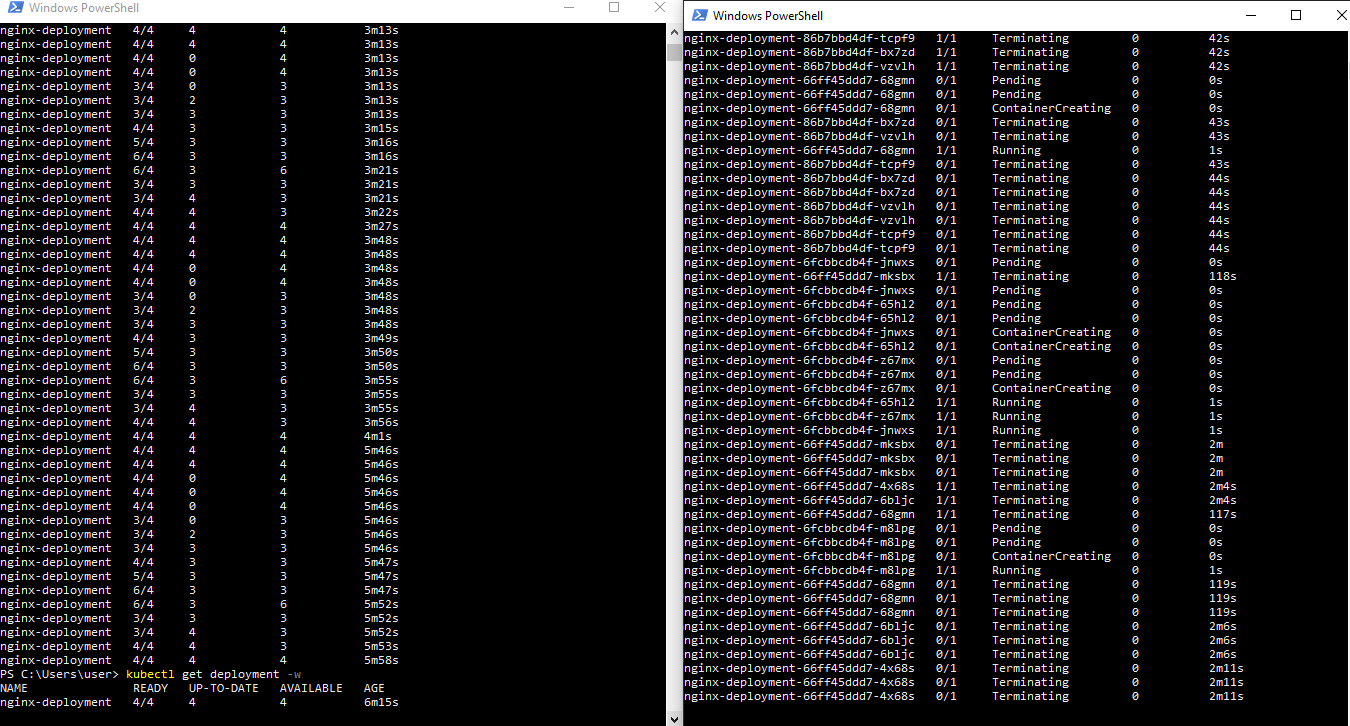 Windows PowerShell
nginx-deployment 4/4 4 4 3m13s
nginx-deployment 4/4 4 4 3m13s
nginx-deployment 4/4 0 4 3m13s
nginx-deployment 4/4 0 4 3m13s
nginx-deployment 3/4 0 3 3m13s
nginx-deployment 3/4 2 3 3m13s
nginx-deployment 3/4 3 3 3m13s
nginx-deployment 4/4 3 3 3m15s
nginx-deployment 5/4 3 3 3m16s
nginx-deployment 6/4 3 3 3m16s
nginx-deployment 6/4 3 6 3m21s
nginx-deployment 3/4 3 3 3m21s
nginx-deployment 3/4 4 3 3m21s
nginx-deployment 4/4 4 3 3m22s
nginx-deployment 4/4 4 4 3m27s
nginx-deployment 4/4 4 4 3m48s
nginx-deployment 4/4 4 4 3m48s
nginx-deployment 4/4 0 4 3m48s
nginx-deployment 4/4 0 4 3m48s
nginx-deployment 3/4 0 3 3m48s
nginx-deployment 3/4 2 3 3m48s
nginx-deployment 3/4 3 3 3m48s
nginx-deployment 4/4 3 3 3m49s
nginx-deployment 5/4 3 3 3m50s
nginx-deployment 6/4 3 3 3m50s
nginx-deployment 6/4 3 6 3m55s
nginx-deployment 3/4 3 3 3m55s
nginx-deployment 3/4 4 3 3m55s
nginx-deployment 4/4 4 3 3m56s
nginx-deployment 4/4 4 4 4m1s
nginx-deployment 4/4 4 4 5m46s
nginx-deployment 4/4 4 4 5m46s
nginx-deployment 4/4 0 4 5m46s
nginx-deployment 4/4 0 4 5m46s
nginx-deployment 4/4 0 4 5m46s
nginx-deployment 3/4 0 3 5m46s
nginx-deployment 3/4 2 3 5m46s
nginx-deployment 3/4 3 3 5m46s
nginx-deployment 4/4 3 3 5m47s
nginx-deployment 5/4 3 3 5m47s
nginx-deployment 6/4 3 3 5m47s
nginx-deployment 6/4 3 6 5m52s
nginx-deployment 3/4 3 3 5m52s
nginx-deployment 3/4 4 3 5m52s
nginx-deployment 4/4 4 3 5m53s
nginx-deployment 4/4 4 4 5m58s
PS C:\Users\user> kubectl get deployment -w
NAME READY UP-TO-DATE AVAILABLE AGE
nginx-deployment 4/4 4 4 6m15s
Windows PowerShell
nginx-deployment-86b7bbd4df-tcpf9 1/1 Terminating 0 42s
nginx-deployment-86b7bbd4df-bx7zd 1/1 Terminating 0 42s
nginx-deployment-86b7bbd4df-vzvlh 1/1 Terminating 0 42s
nginx-deployment-66ff45ddd7-68gmn 0/1 Pending 0 0s
nginx-deployment-66ff45ddd7-68gmn 0/1 Pending 0 0s
nginx-deployment-66ff45ddd7-68gmn 0/1 ContainerCreating 0 0s
nginx-deployment-86b7bbd4df-bx7zd 0/1 Terminating 0 43s
nginx-deployment-86b7bbd4df-vzvlh 0/1 Terminating 0 43s
nginx-deployment-66ff45ddd7-68gmn 1/1 Running 0 1s
nginx-deployment-86b7bbd4df-tcpf9 0/1 Terminating 0 43s
nginx-deployment-86b7bbd4df-bx7zd 0/1 Terminating 0 44s
nginx-deployment-86b7bbd4df-bx7zd 0/1 Terminating 0 44s
nginx-deployment-86b7bbd4df-vzvlh 0/1 Terminating 0 44s
nginx-deployment-86b7bbd4df-vzvlh 0/1 Terminating 0 44s
nginx-deployment-86b7bbd4df-tcpf9 0/1 Terminating 0 44s
nginx-deployment-86b7bbd4df-tcpf9 0/1 Terminating 0 44s
nginx-deployment-6fcbbcdb4f-jnwxs 0/1 Pending 0 0s
nginx-deployment-66ff45ddd7-mksbx 1/1 Terminating 0 118s
nginx-deployment-6fcbbcdb4f-jnwxs 0/1 Pending 0 0s
nginx-deployment-6fcbbcdb4f-65hl2 0/1 Pending 0 0s
nginx-deployment-6fcbbcdb4f-65hl2 0/1 Pending 0 0s
nginx-deployment-6fcbbcdb4f-jnwxs 0/1 ContainerCreating 0 0s
nginx-deployment-6fcbbcdb4f-65hl2 0/1 ContainerCreating 0 0s
nginx-deployment-6fcbbcdb4f-z67mx 0/1 Pending 0 0s
nginx-deployment-6fcbbcdb4f-z67mx 0/1 Pending 0 0s
nginx-deployment-6fcbbcdb4f-z67mx 0/1 ContainerCreating 0 0s
nginx-deployment-6fcbbcdb4f-65hl2 1/1 Running 0 1s
nginx-deployment-6fcbbcdb4f-z67mx 1/1 Running 0 1s
nginx-deployment-6fcbbcdb4f-jnwxs 1/1 Running 0 1s
nginx-deployment-66ff45ddd7-mksbx 0/1 Terminating 0 2m
nginx-deployment-66ff45ddd7-mksbx 0/1 Terminating 0 2m
nginx-deployment-66ff45ddd7-mksbx 0/1 Terminating 0 2m
nginx-deployment-66ff45ddd7-4x68s 1/1 Terminating 0 2m4s
nginx-deployment-66ff45ddd7-6bljc 1/1 Terminating 0 2m4s
nginx-deployment-66ff45ddd7-68gmn 1/1 Terminating 0 117s
nginx-deployment-6fcbbcdb4f-m8lpg 0/1 Pending 0 0s
nginx-deployment-6fcbbcdb4f-m8lpg 0/1 Pending 0 0s
nginx-deployment-6fcbbcdb4f-m8lpg 0/1 ContainerCreating 0 0s
nginx-deployment-6fcbbcdb4f-m8lpg 1/1 Running 0 1s
nginx-deployment-66ff45ddd7-68gmn 0/1 Terminating 0 119s
nginx-deployment-66ff45ddd7-68gmn 0/1 Terminating 0 119s
nginx-deployment-66ff45ddd7-68gmn 0/1 Terminating 0 119s
nginx-deployment-66ff45ddd7-6bljc 0/1 Terminating 0 2m6s
nginx-deployment-66ff45ddd7-6bljc 0/1 Terminating 0 2m6s
nginx-deployment-66ff45ddd7-6bljc 0/1 Terminating 0 2m6s
nginx-deployment-66ff45ddd7-4x68s 0/1 Terminating 0 2m11s
nginx-deployment-66ff45ddd7-4x68s 0/1 Terminating 0 2m11s
nginx-deployment-66ff45ddd7-4x68s 0/1 Terminating 0 2m11s